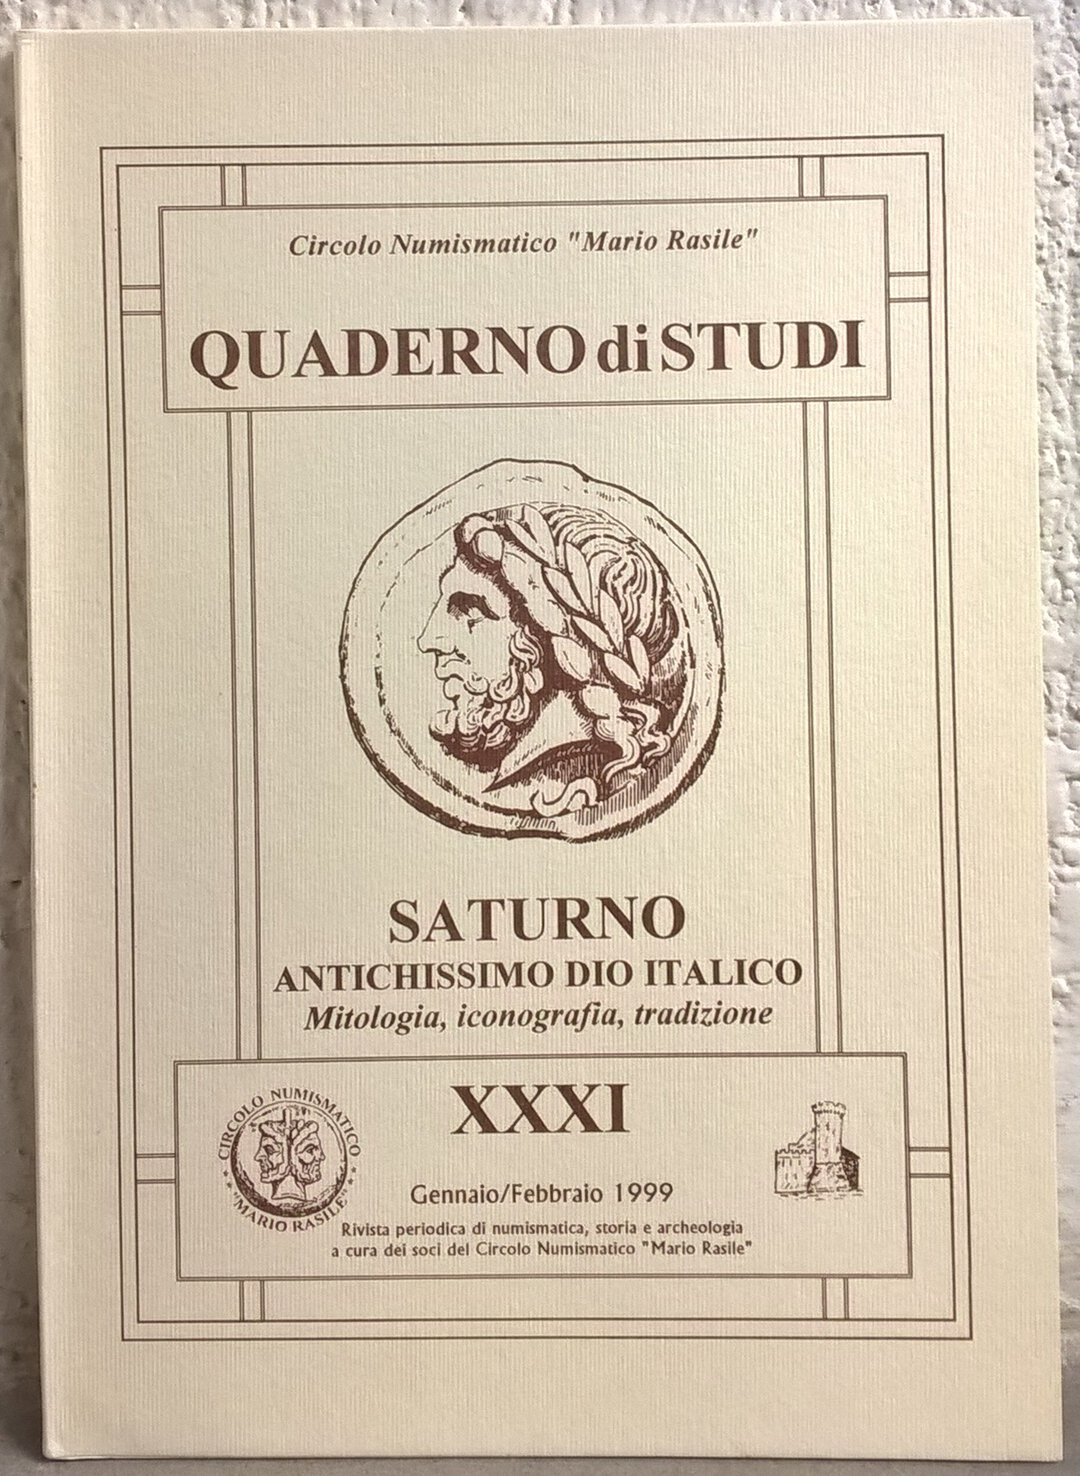 Circolo Numismatico "Mario Rasile"
QUADERNO di STUDI
SATURNO
ANTICHISSIMO DIO ITALICO
Mitologia, iconografia, tradizione
XXXI
CIRCOLO NUMISMATICO
"MARIO RASILE"
Gennaio/Febbraio 1999
Rivista periodica di numismatica, storia e archeologia
a cura dei soci del Circolo Numismatico "Mario Rasile"